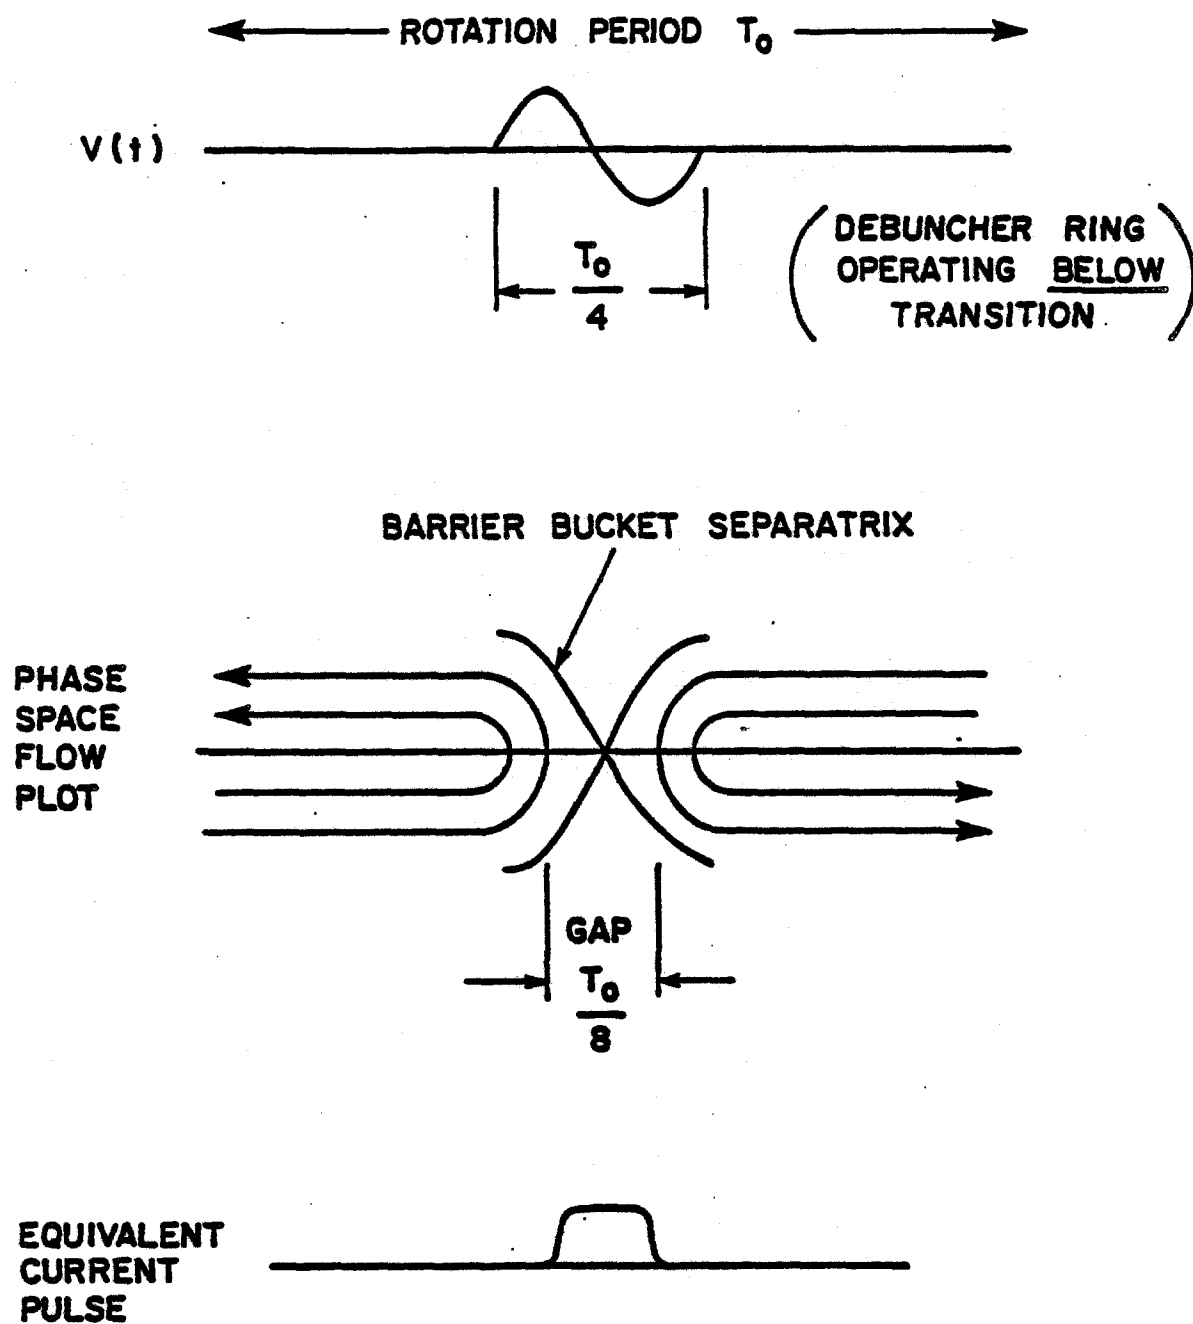 ROTATION PERIOD T₀
V(t)
T₀
4
(DEBUNCHER RING
OPERATING BELOW
TRANSITION)
BARRIER BUCKET SEPARATRIX
PHASE
SPACE
FLOW
PLOT
GAP
T₀
8
EQUIVALENT
CURRENT
PULSE